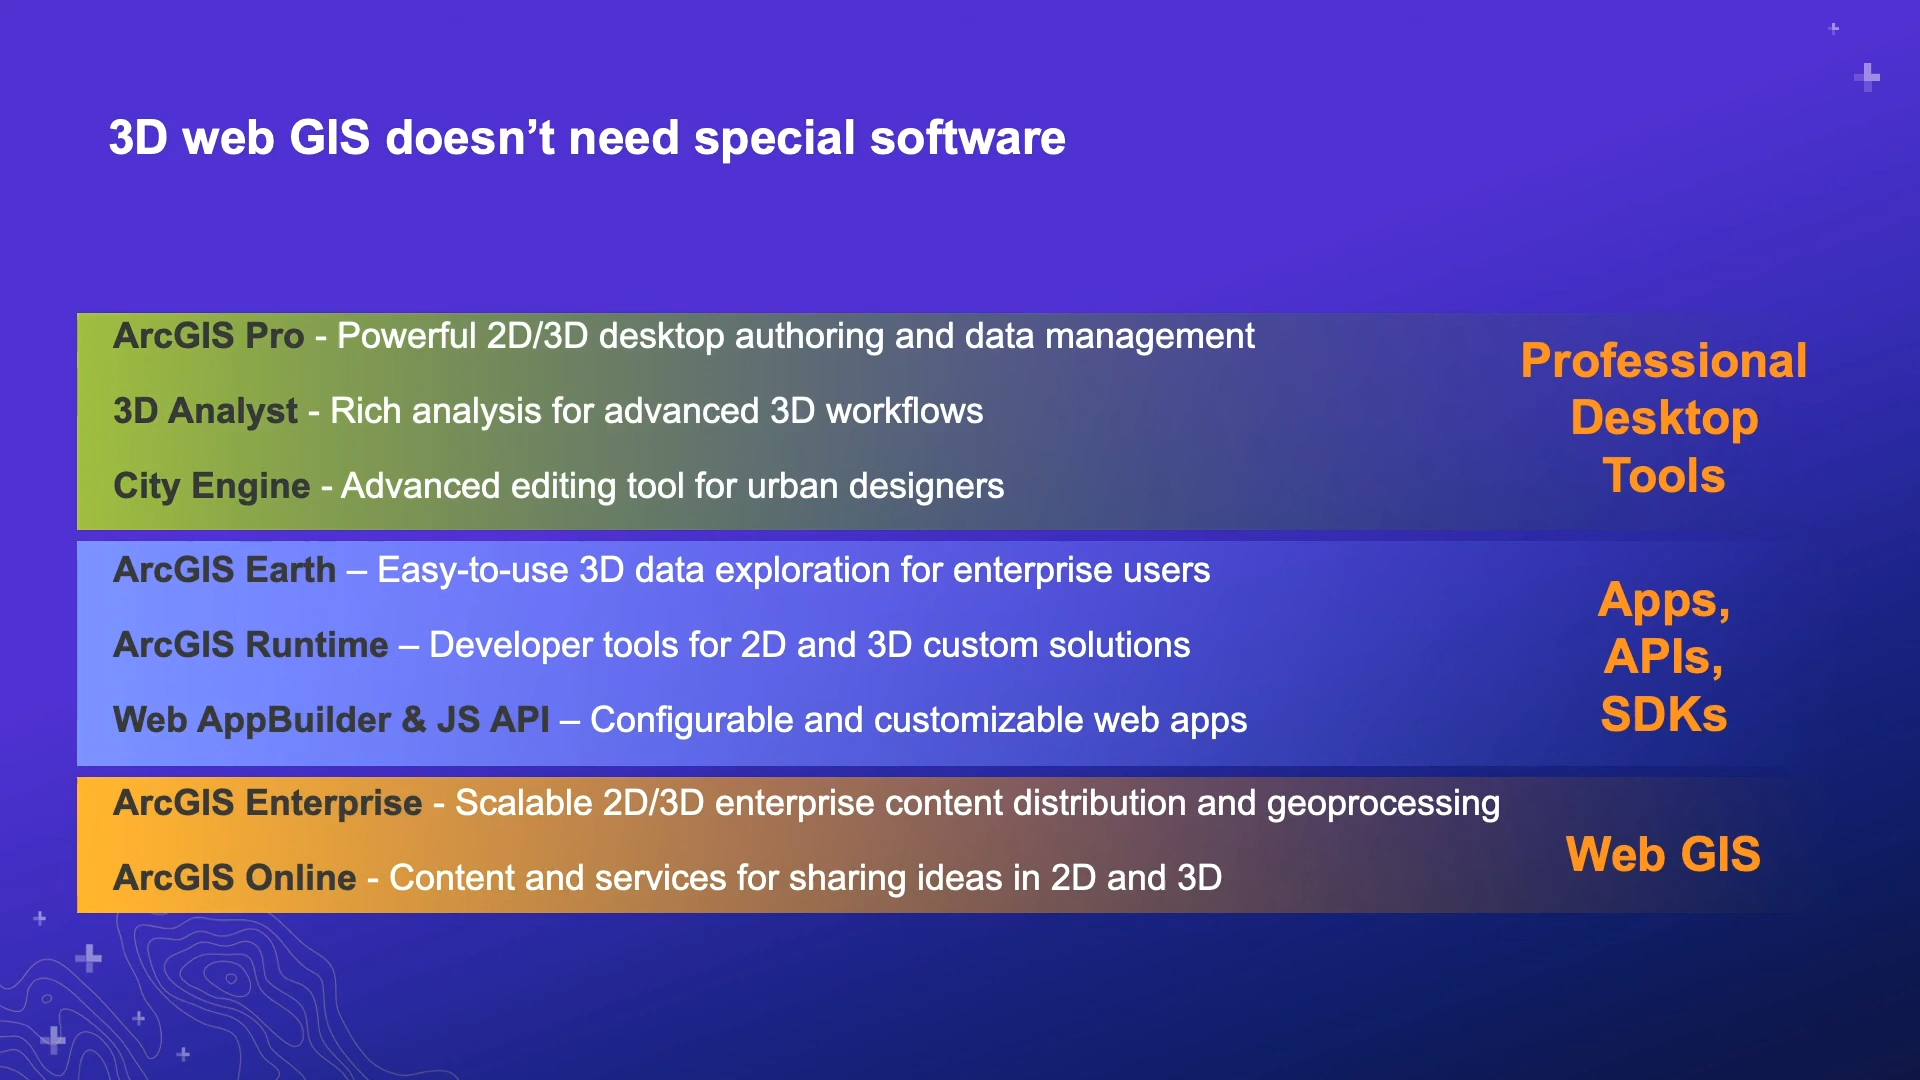 3D web GIS doesn’t need special software
ArcGIS Pro - Powerful 2D/3D desktop authoring and data management
3D Analyst - Rich analysis for advanced 3D workflows
City Engine - Advanced editing tool for urban designers
Professional
Desktop
Tools
ArcGIS Earth – Easy-to-use 3D data exploration for enterprise users
ArcGIS Runtime – Developer tools for 2D and 3D custom solutions
Web AppBuilder & JS API – Configurable and customizable web apps
Apps,
APIs,
SDKs
ArcGIS Enterprise - Scalable 2D/3D enterprise content distribution and geoprocessing
ArcGIS Online - Content and services for sharing ideas in 2D and 3D
Web GIS